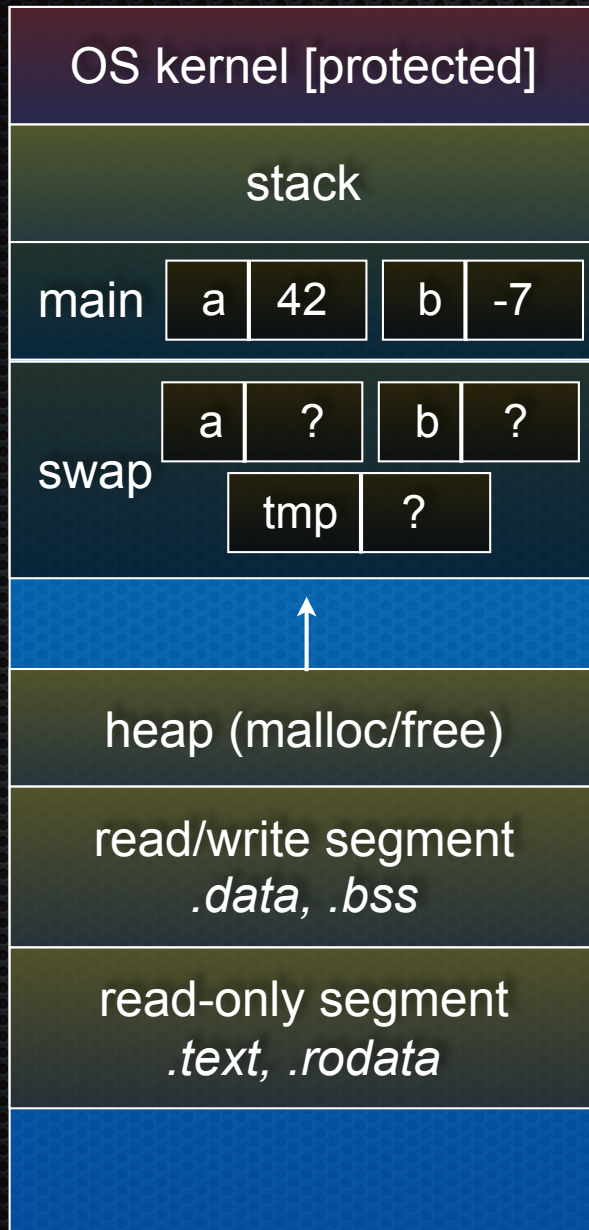 OS kernel [protected]
stack
main a 42 b -7
a ? b ?
swap
tmp ?
heap (malloc/free)
read/write segment
.data, .bss
read-only segment
.text, .rodata